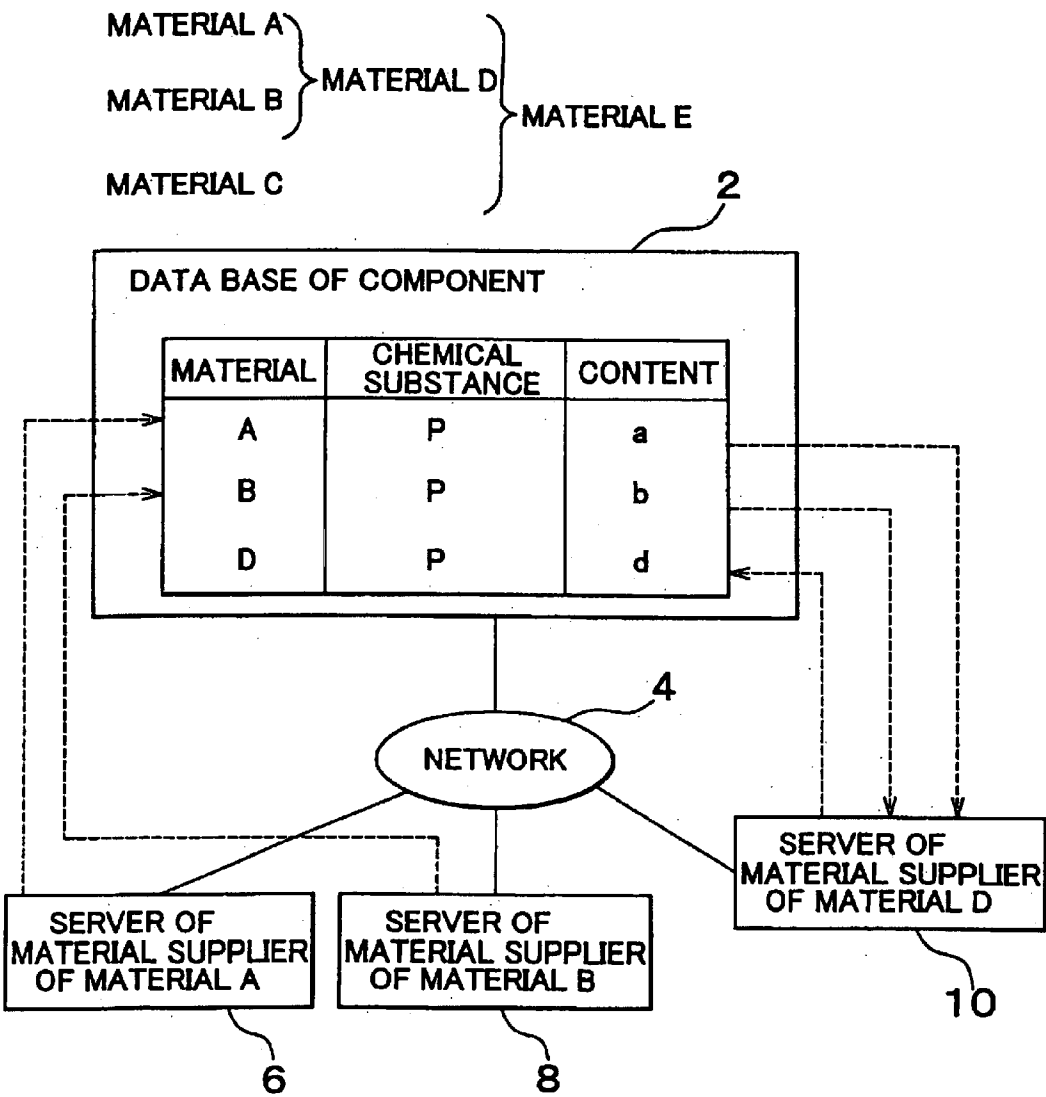 MATERIAL A
MATERIAL B
MATERIAL D
MATERIAL E
MATERIAL C
2
DATA BASE OF COMPONENT
MATERIAL
CHEMICAL
SUBSTANCE
CONTENT
A P a
B P b
D P d
4
NETWORK
SERVER OF
MATERIAL SUPPLIER
OF MATERIAL D
10
SERVER OF
MATERIAL SUPPLIER
OF MATERIAL A
6
SERVER OF
MATERIAL SUPPLIER
OF MATERIAL B
8